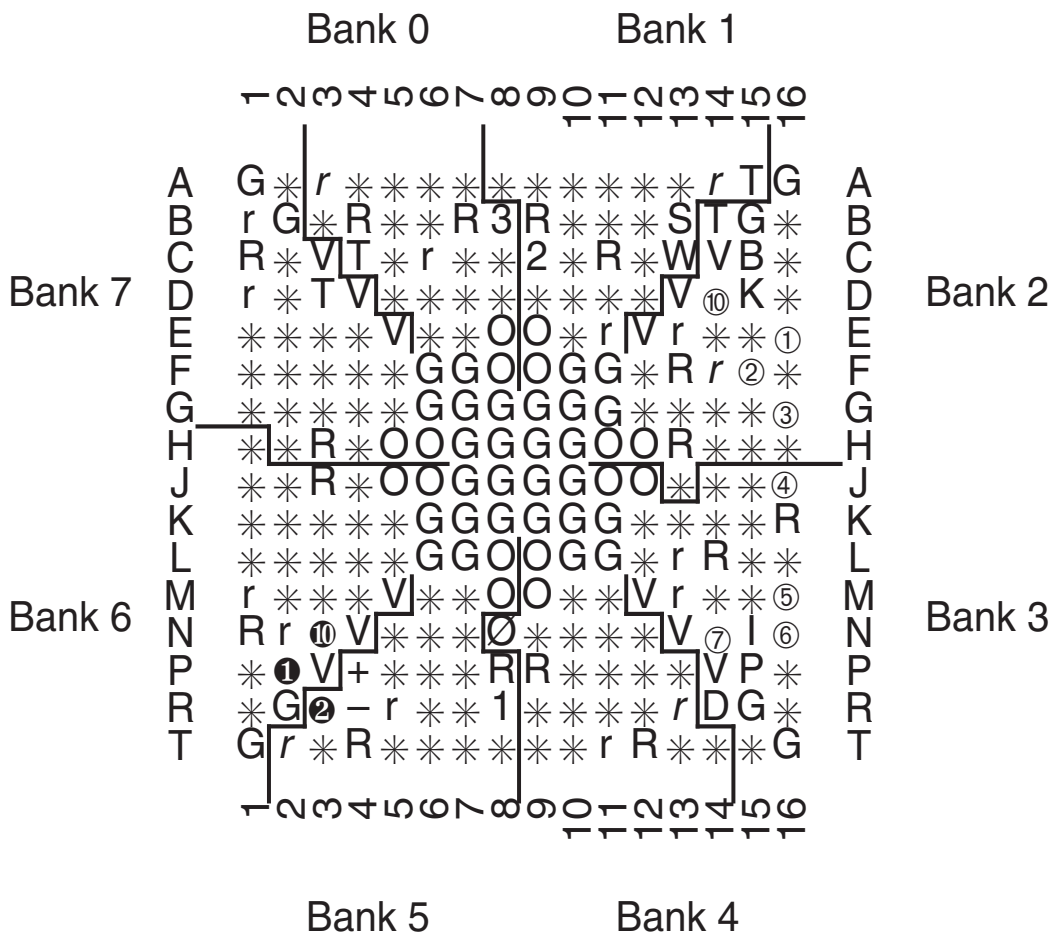 Bank 0 Bank 1
1 2 3 4 5 6 7 8 9 10 11 12 13 14 15 16
A G ✳ r ✳ ✳ ✳ ✳ ✳ ✳ ✳ ✳ ✳ ✳ r T G A
B r G ✳ R ✳ ✳ R 3 R ✳ ✳ ✳ S T G ✳ B
C R ✳ V T ✳ r ✳ ✳ 2 ✳ R ✳ W V B ✳ C
Bank 7 D r ✳ T V ✳ ✳ ✳ ✳ ✳ ✳ ✳ ✳ V ⑩ K ✳ D Bank 2
E ✳ ✳ ✳ ✳ V ✳ ✳ O O ✳ r V r ✳ ✳ ① E
F ✳ ✳ ✳ ✳ ✳ G G O O G G ✳ R r ② ✳ F
G ✳ ✳ ✳ ✳ ✳ G G G G G G ✳ ✳ ✳ ✳ ③ G
H ✳ ✳ R ✳ O O G G G G O O R ✳ ✳ ✳ H
J ✳ ✳ R ✳ O O G G G G O O ✳ ✳ ✳ ④ J
K ✳ ✳ ✳ ✳ ✳ G G G G G G ✳ ✳ ✳ ✳ R K
L ✳ ✳ ✳ ✳ ✳ G G O O G G ✳ r R ✳ ✳ L
M r ✳ ✳ ✳ V ✳ ✳ O O ✳ ✳ V r ✳ ✳ ⑤ M
Bank 6 N R r ❿ V ✳ ✳ ✳ Ø ✳ ✳ ✳ ✳ V ⑦ I ⑥ N Bank 3
P ✳ ❶ V + ✳ ✳ ✳ R R ✳ ✳ ✳ ✳ V P ✳ P
R ✳ G ❷ – r ✳ ✳ 1 ✳ ✳ ✳ ✳ r D G ✳ R
T G r ✳ R ✳ ✳ ✳ ✳ ✳ ✳ r R ✳ ✳ ✳ G T
1 2 3 4 5 6 7 8 9 10 11 12 13 14 15 16
Bank 5 Bank 4